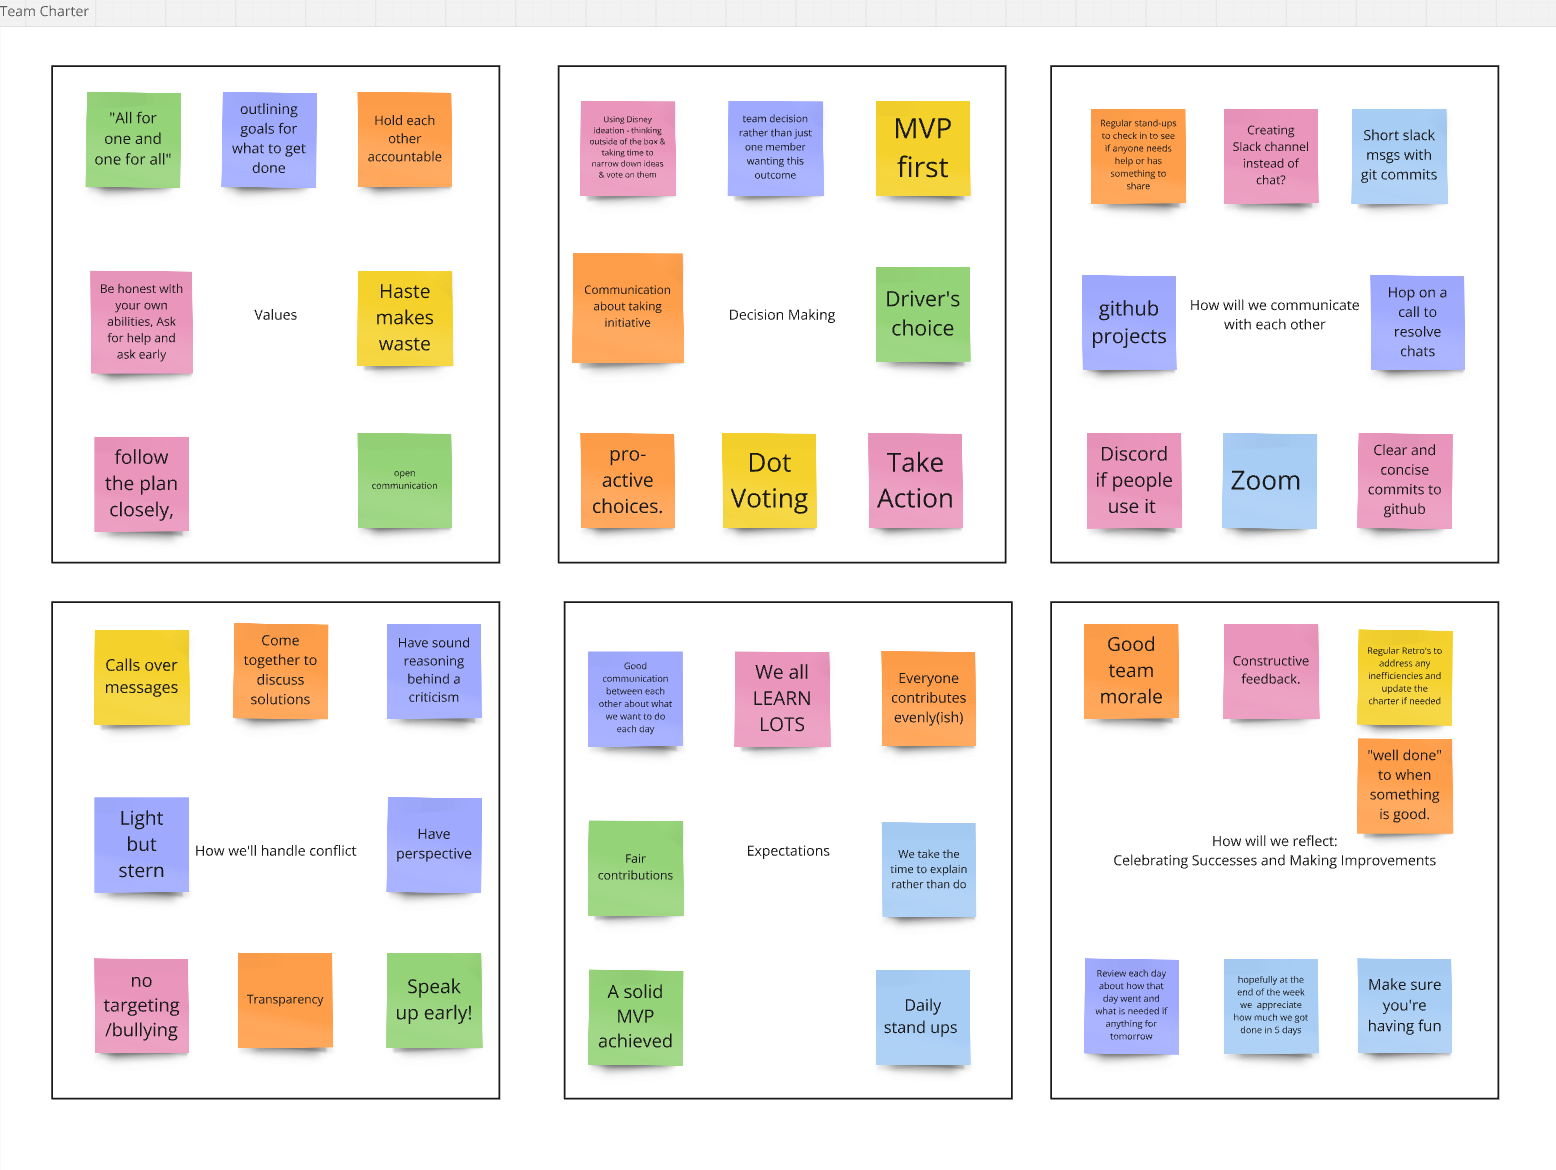 Team Charter
"All for
one and
one for all"
outlining
goals for
what to get
done
Hold each
other
accountable
Be honest with
your own
abilities, Ask
for help and
ask early
Values
Haste
makes
waste
follow
the plan
closely,
open
communication
Using Disney
ideation - thinking
outside of the box &
taking time to
narrow down ideas
& vote on them
team decision
rather than just
one member
wanting this
outcome
MVP
first
Communication
about taking
initiative
Decision Making
Driver's
choice
pro-
active
choices.
Dot
Voting
Take
Action
Regular stand-ups
to check in to see
if anyone needs
help or has
something to
share
Creating
Slack channel
instead of
chat?
Short slack
msgs with
git commits
github
projects
How will we communicate
with each other
Hop on a
call to
resolve
chats
Discord
if people
use it
Zoom
Clear and
concise
commits to
github
Calls over
messages
Come
together to
discuss
solutions
Have sound
reasoning
behind a
criticism
Light
but
stern
How we'll handle conflict
Have
perspective
no
targeting
/bullying
Transparency
Speak
up early!
Good
communication
between each
other about what
we want to do
each day
We all
LEARN
LOTS
Everyone
contributes
evenly(ish)
Fair
contributions
Expectations
We take the
time to explain
rather than do
A solid
MVP
achieved
Daily
stand ups
Good
team
morale
Constructive
feedback.
Regular Retro's to
address any
inefficiencies and
update the
charter if needed
"well done"
to when
something
is good.
How will we reflect:
Celebrating Successes and Making Improvements
Review each day
about how that
day went and
what is needed if
anything for
tomorrow
hopefully at the
end of the week
we appreciate
how much we got
done in 5 days
Make sure
you're
having fun